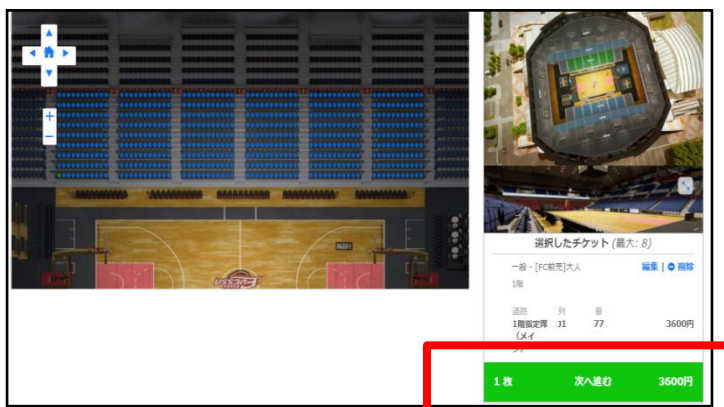 +
−
選択したチケット (最大: 8)
一般 - [FC前売]大人 編集 | 削除
1階
通路 列 番
1階指定席 J1 77 3600円
（メイ
1 枚 次へ進む 3600円